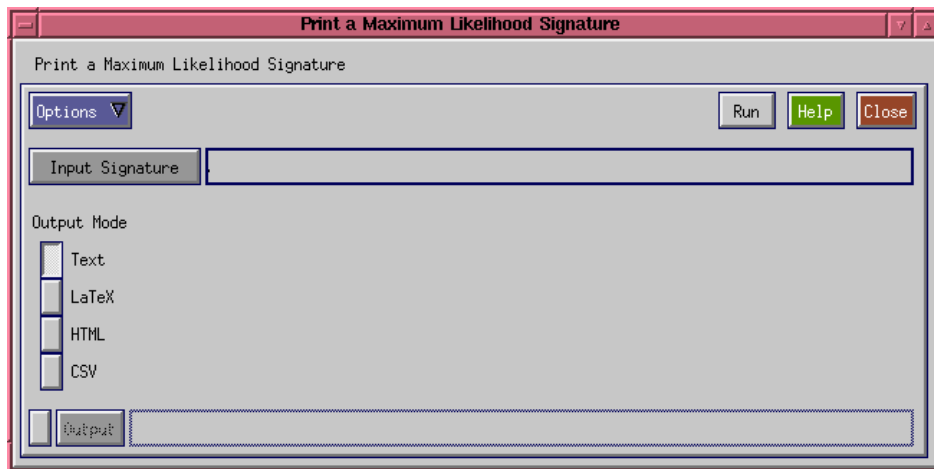 Print a Maximum Likelihood Signature
Print a Maximum Likelihood Signature
Options Run Help Close
Input Signature
Output Mode
Text
LaTeX
HTML
CSV
Output